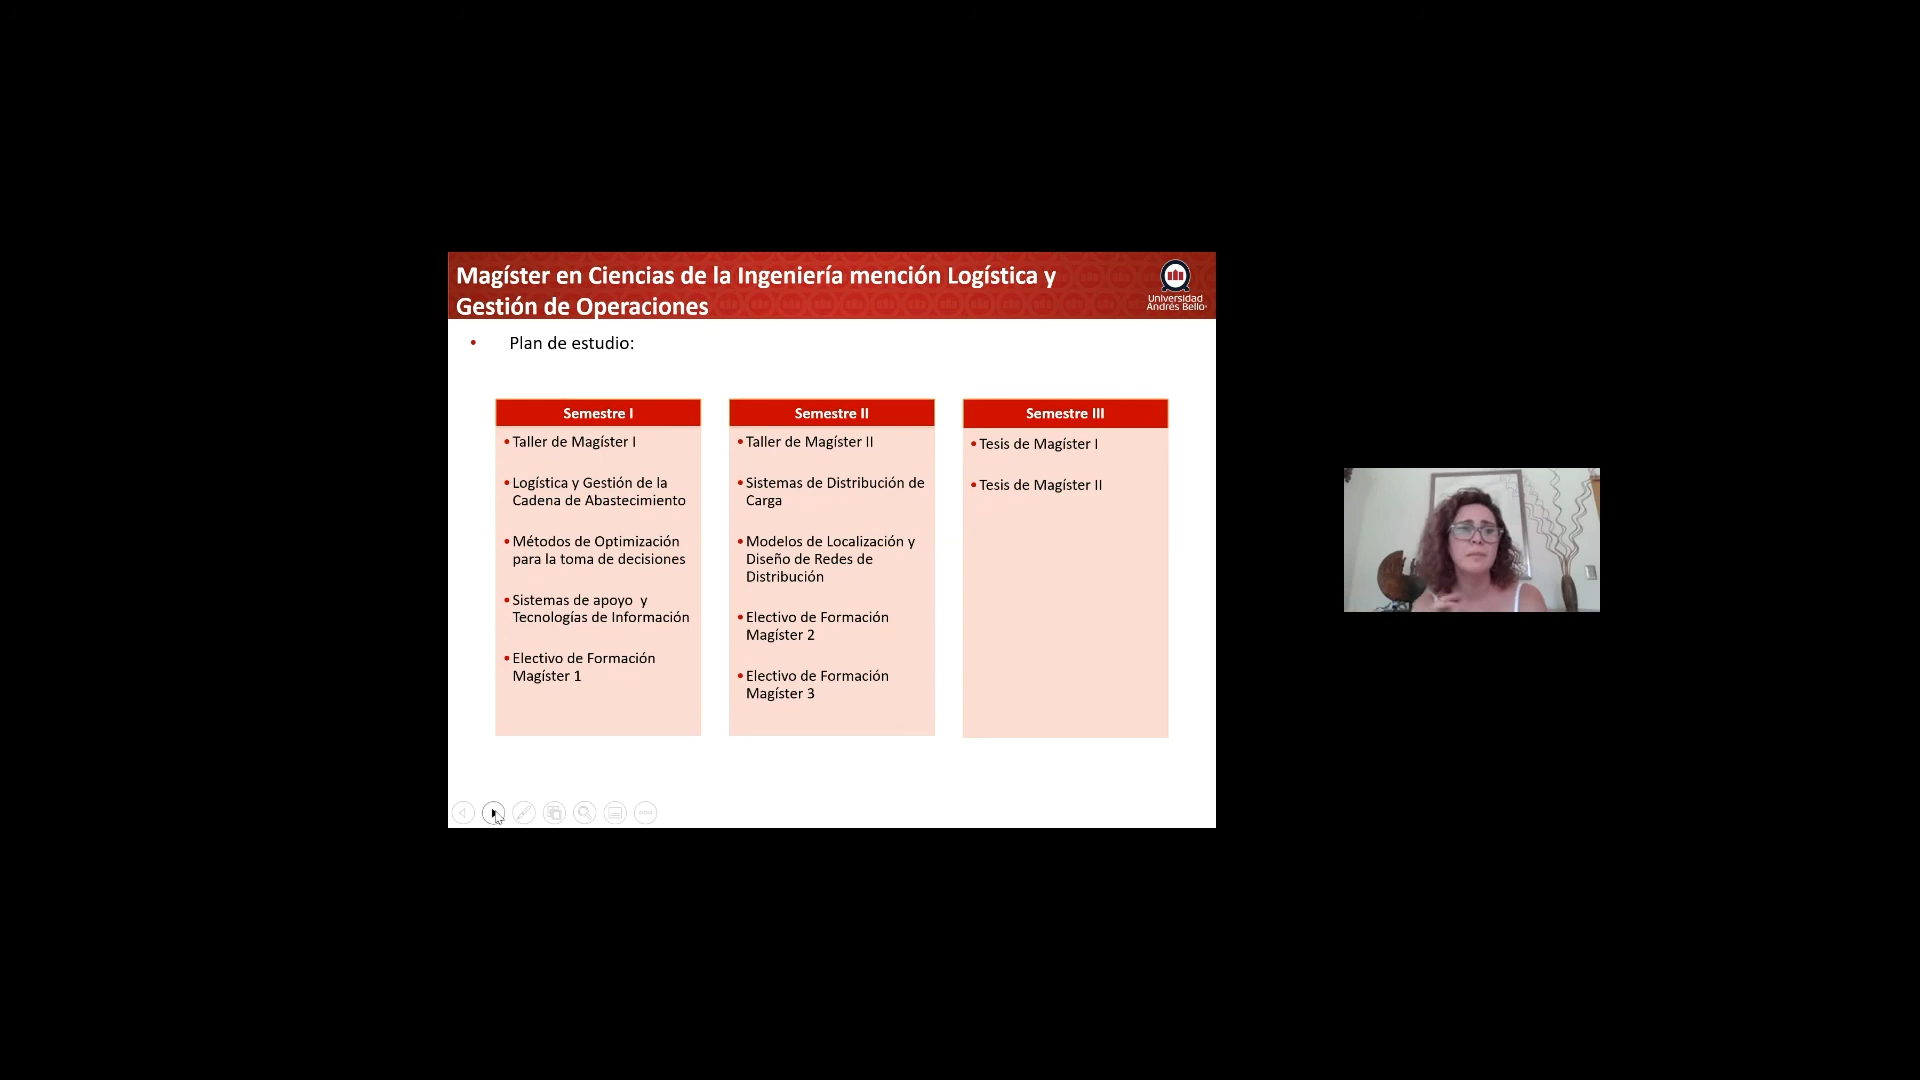 Magíster en Ciencias de la Ingeniería mención Logística y
Gestión de Operaciones
Universidad
Andrés Bello
• Plan de estudio:
Semestre I
• Taller de Magíster I
• Logística y Gestión de la
Cadena de Abastecimiento
• Métodos de Optimización
para la toma de decisiones
• Sistemas de apoyo y
Tecnologías de Información
• Electivo de Formación
Magíster 1
Semestre II
• Taller de Magíster II
• Sistemas de Distribución de
Carga
• Modelos de Localización y
Diseño de Redes de
Distribución
• Electivo de Formación
Magíster 2
• Electivo de Formación
Magíster 3
Semestre III
• Tesis de Magíster I
• Tesis de Magíster II